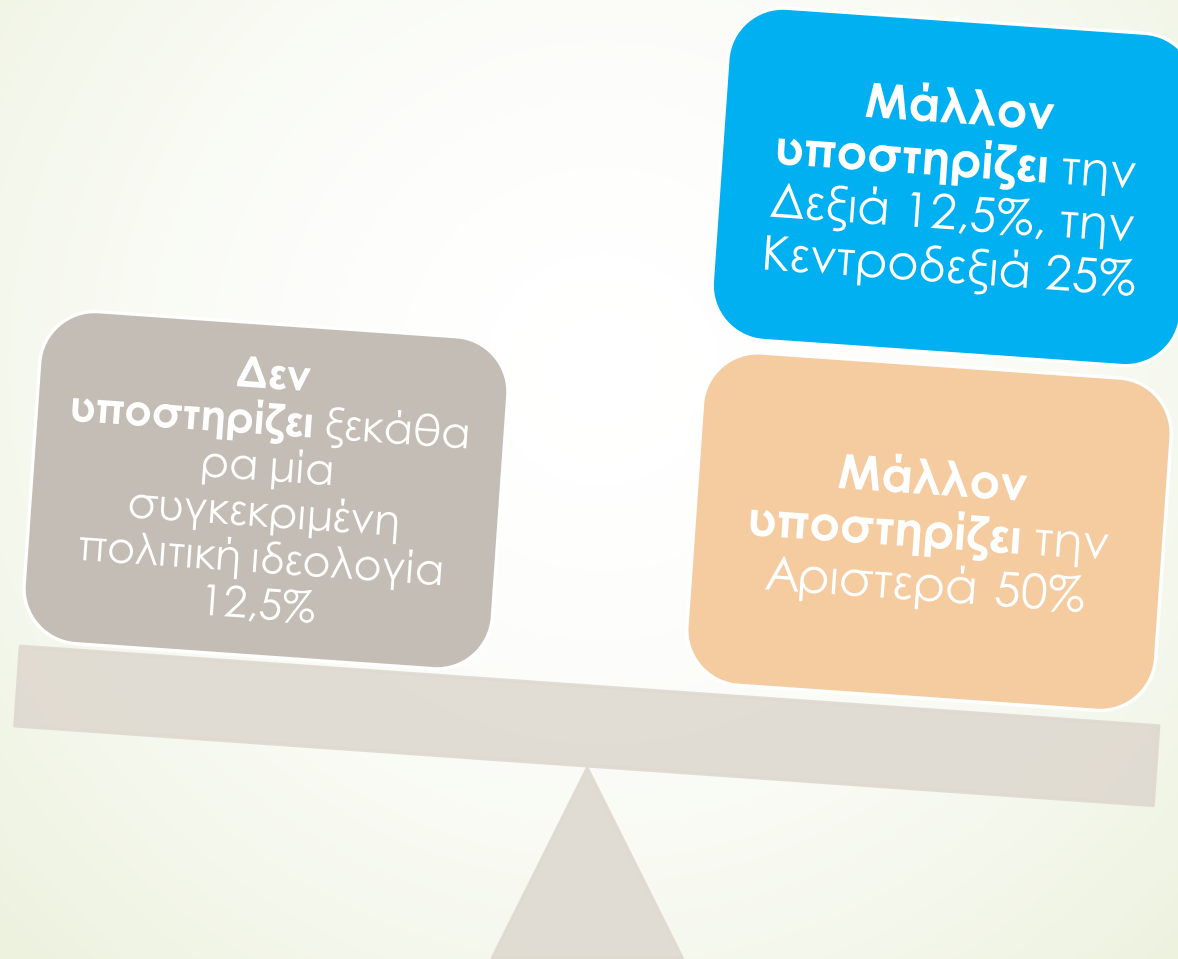 Μάλλον
υποστηρίζει την
Δεξιά 12,5%, την
Κεντροδεξιά 25%
Δεν
υποστηρίζει ξεκάθα
ρα μία
συγκεκριμένη
πολιτική ιδεολογία
12,5%
Μάλλον
υποστηρίζει την
Αριστερά 50%